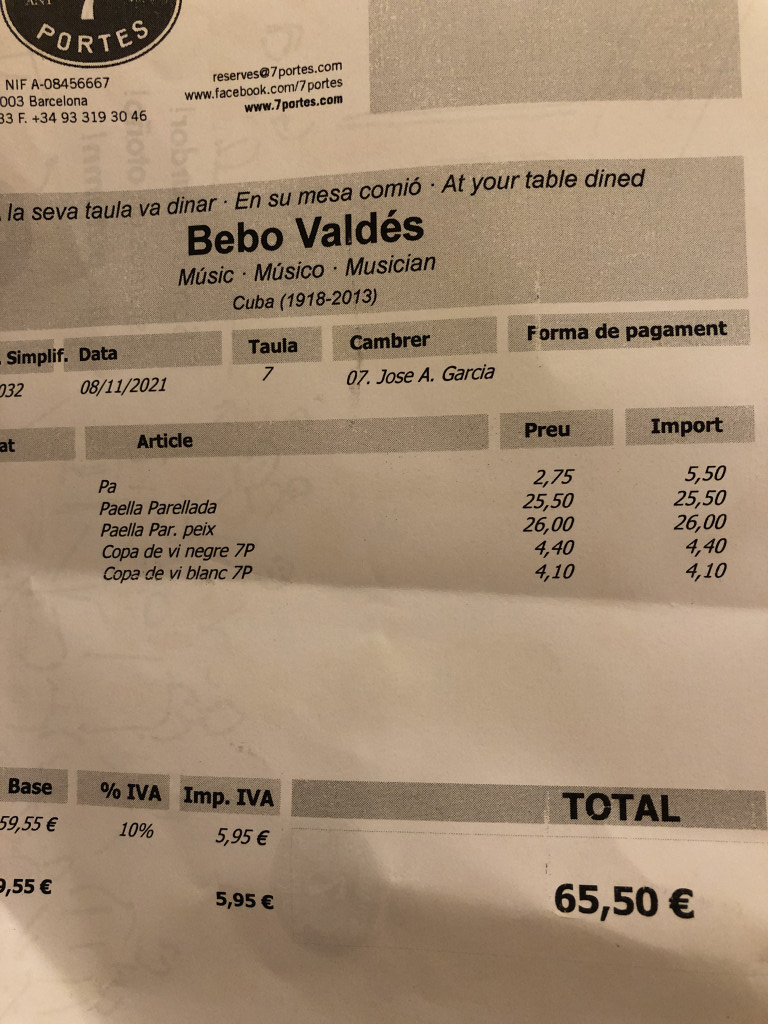 7
PORTES
NIF A-08456667
003 Barcelona
33 F. +34 93 319 30 46
reserves@7portes.com
www.facebook.com/7portes
www.7portes.com
la seva taula va dinar · En su mesa comió · At your table dined
Bebo Valdés
Músic · Músico · Musician
Cuba (1918-2013)
. Simplif. Data Taula Cambrer Forma de pagament
032 08/11/2021 7 07. Jose A. Garcia
at Article Preu Import
Pa 2,75 5,50
Paella Parellada 25,50 25,50
Paella Par. peix 26,00 26,00
Copa de vi negre 7P 4,40 4,40
Copa de vi blanc 7P 4,10 4,10
Base % IVA Imp. IVA TOTAL
59,55 € 10% 5,95 €
9,55 € 5,95 € 65,50 €